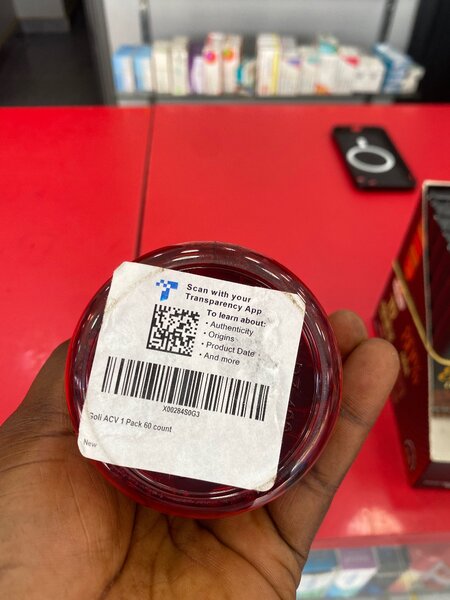 Scan with your
Transparency App
To learn about:
• Authenticity
• Origins
• Product Date
• And more
X00284S0G3
Goli ACV 1 Pack 60 count
New